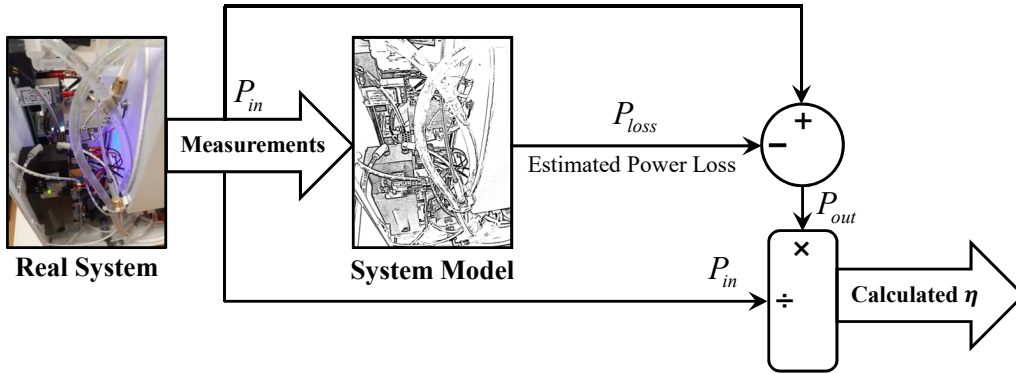 P_in
Measurements
Real System
System Model
P_loss
Estimated Power Loss
+
−
P_out
×
P_in
÷
Calculated η